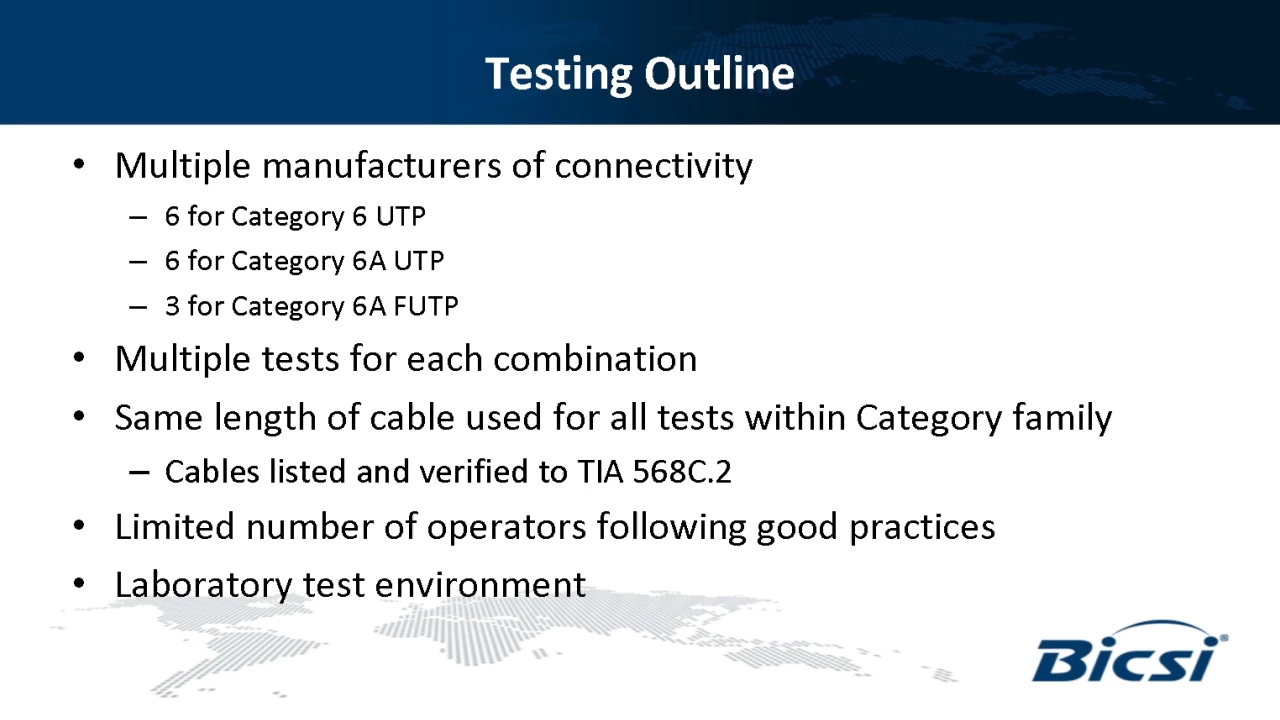 Testing Outline
• Multiple manufacturers of connectivity
– 6 for Category 6 UTP
– 6 for Category 6A UTP
– 3 for Category 6A FUTP
• Multiple tests for each combination
• Same length of cable used for all tests within Category family
– Cables listed and verified to TIA 568C.2
• Limited number of operators following good practices
• Laboratory test environment
Bicsi®